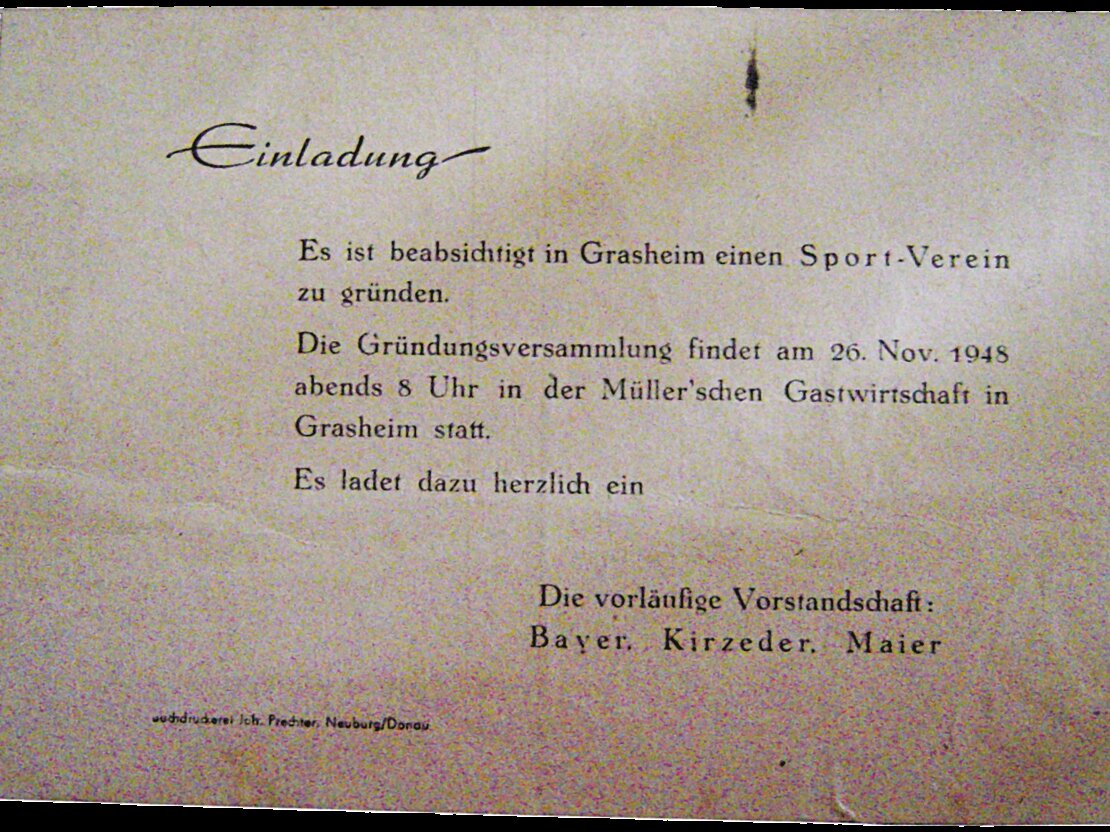 Einladung
Es ist beabsichtigt in Grasheim einen Sport-Verein
zu gründen.
Die Gründungsversammlung findet am 26. Nov. 1948
abends 8 Uhr in der Müller'schen Gastwirtschaft in
Grasheim statt.
Es ladet dazu herzlich ein
Die vorläufige Vorstandschaft:
Bayer, Kirzeder, Maier
Buchdruckerei Joh. Prechter, Neuburg/Donau